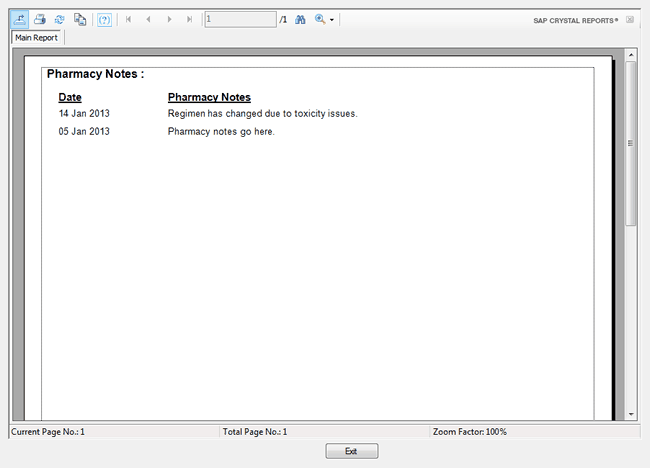 1 /1 SAP CRYSTAL REPORTS®
Main Report
Pharmacy Notes :
Date Pharmacy Notes
14 Jan 2013 Regimen has changed due to toxicity issues.
05 Jan 2013 Pharmacy notes go here.
Current Page No.: 1 Total Page No.: 1 Zoom Factor: 100%
Exit